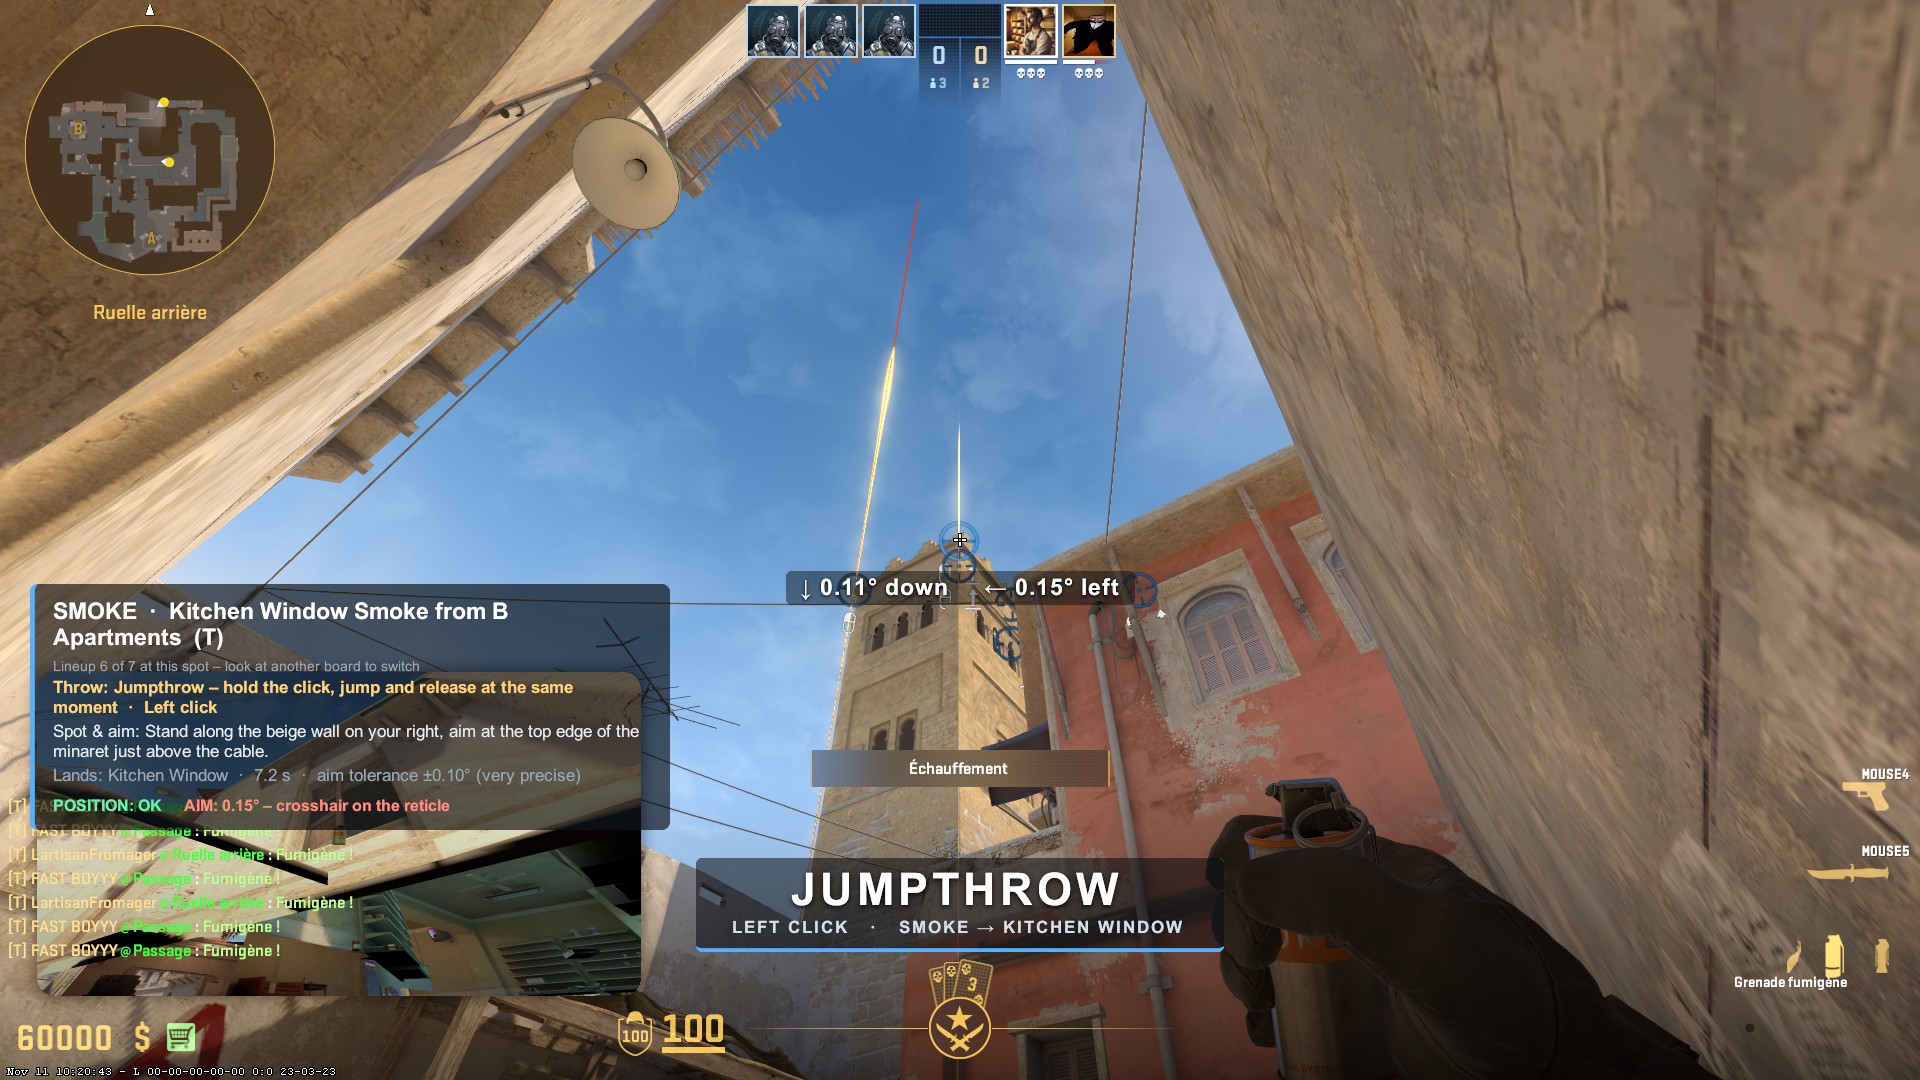 0 0
3 2
B
A
Ruelle arrière
↓ 0.11° down ← 0.15° left
SMOKE · Kitchen Window Smoke from B
Apartments (T)
Lineup 6 of 7 at this spot – look at another board to switch
Throw: Jumpthrow – hold the click, jump and release at the same
moment · Left click
Spot & aim: Stand along the beige wall on your right, aim at the top edge of the
minaret just above the cable.
Lands: Kitchen Window · 7.2 s · aim tolerance ±0.10° (very precise)
POSITION: OK AIM: 0.15° – crosshair on the reticle
Échauffement
[T] FAST BOYYY @ Passage : Fumigène !
[T] LartisanFromager @ Ruelle arrière : Fumigène !
[T] FAST BOYYY @ Passage : Fumigène !
[T] LartisanFromager @ Ruelle arrière : Fumigène !
[T] FAST BOYYY @ Passage : Fumigène !
[T] FAST BOYYY @ Passage : Fumigène !
JUMPTHROW
LEFT CLICK · SMOKE → KITCHEN WINDOW
MOUSE4
MOUSE5
Grenade fumigène
3
60000 $
100 100
Nov 11 10:20:43 - L 00-00-00-00-00 0:0 23-03-23